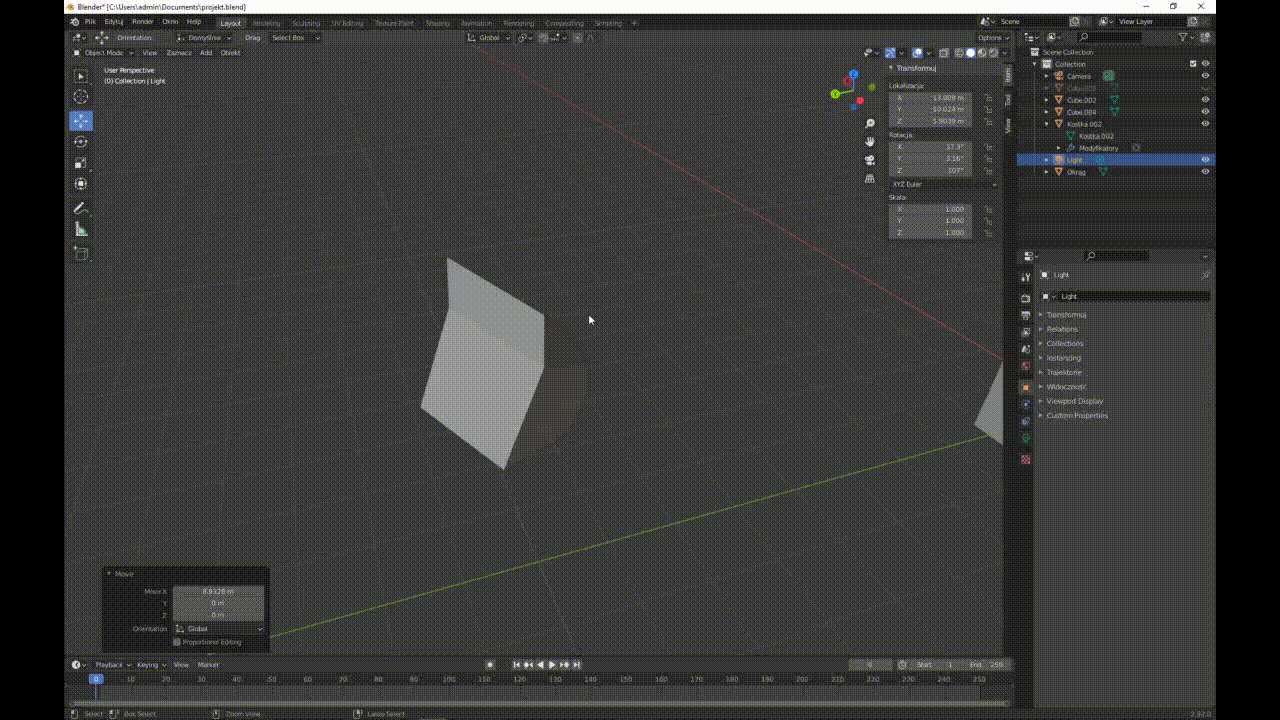 Blender* [C:\Users\admin\Documents\projekt.blend]
Plik Edytuj Render Okno Help Layout Modeling Sculpting UV Editing Texture Paint Shading Animation Rendering Compositing Scripting + Scene View Layer
Orientation: Domyślnie Drag Select Box Global Options
Object Mode View Zaznacz Add Obiekt
User Perspective
(0) Collection | Light
Transformuj
Lokalizacja:
X 13.009 m
Y 10.024 m
Z 5.9039 m
Rotacja:
X 37.3°
Y 3.16°
Z 107°
XYZ Euler
Skala:
X 1.000
Y 1.000
Z 1.000
Item
Tool
View
Scene Collection
Collection
Camera
Cube.002
Cube.004
Kostka.002
Kostka.002
Modyfikatory
Light
Okrąg
Light
Light
Transformuj
Relations
Collections
Instancing
Trajektorie
Widoczność
Viewport Display
Custom Properties
Move
Move X 8.9328 m
Y 0 m
Z 0 m
Orientation Global
Proportional Editing
Playback Keying View Marker 0 Start 1 End 250
0 10 20 30 40 50 60 70 80 90 100 110 120 130 140 150 160 170 180 190 200 210 220 230 240 250
Select Box Select Zoom View Lasso Select 2.92.0